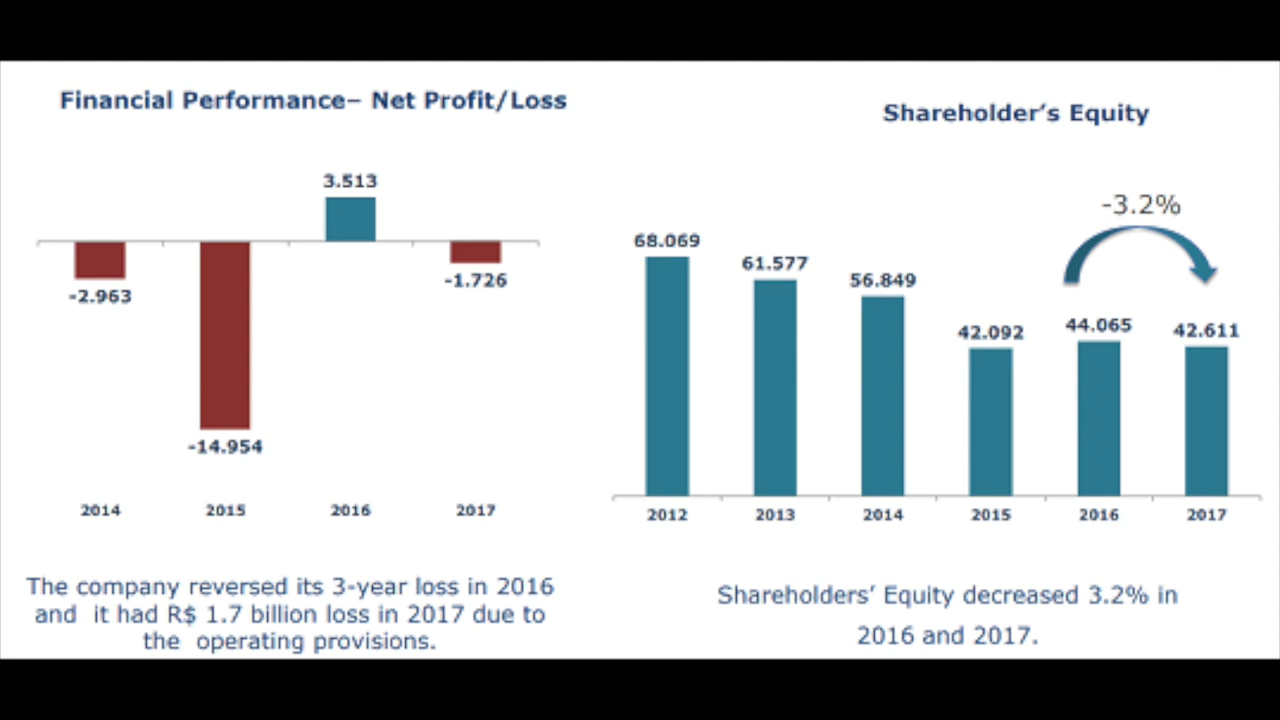 Financial Performance– Net Profit/Loss
3.513
-2.963
-1.726
-14.954
2014 2015 2016 2017
The company reversed its 3-year loss in 2016
and it had R$ 1.7 billion loss in 2017 due to
the operating provisions.
Shareholder’s Equity
-3.2%
68.069
61.577
56.849
42.092
44.065
42.611
2012 2013 2014 2015 2016 2017
Shareholders’ Equity decreased 3.2% in
2016 and 2017.